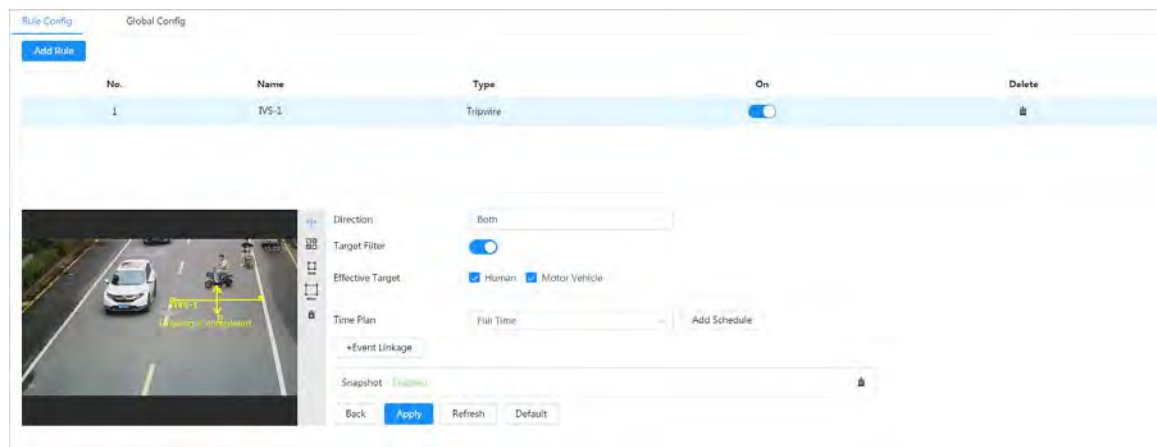 Rule Config Global Config
Add Rule
No. Name Type On Delete
1 IVS-1 Tripwire
Direction Both
Target Filter
IVS-1
Effective Target Human Motor Vehicle
Time Plan Full Time Add Schedule
+Event Linkage
Snapshot Enabled
Back Apply Refresh Default